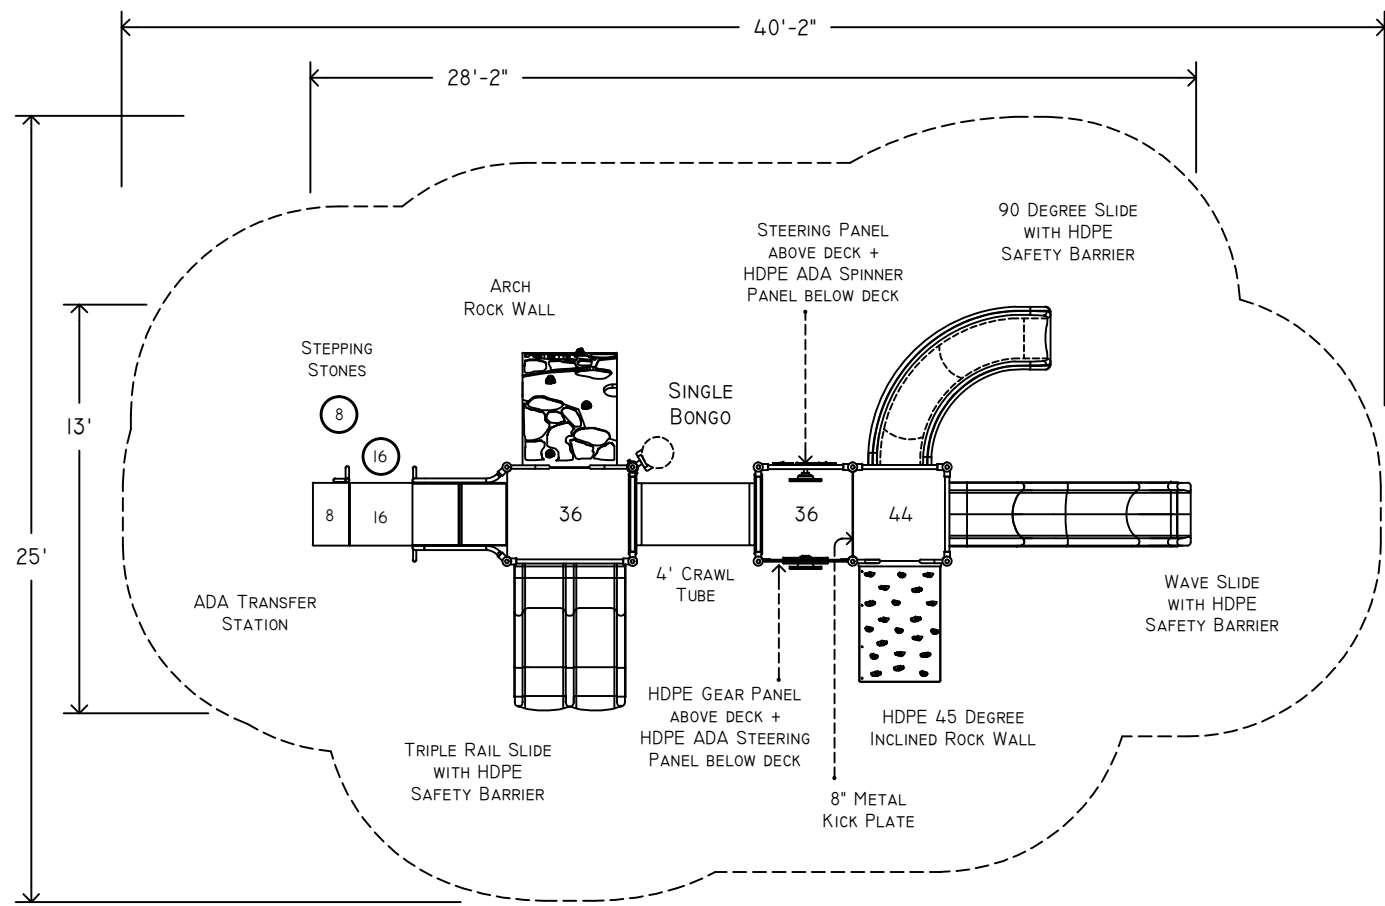 40'-2"
28'-2"
90 DEGREE SLIDE
WITH HDPE
SAFETY BARRIER
STEERING PANEL
ABOVE DECK +
HDPE ADA SPINNER
PANEL BELOW DECK
ARCH
ROCK WALL
STEPPING
STONES
SINGLE
BONGO
8
13'
16
8
16
36
36
44
25'
4' CRAWL
TUBE
ADA TRANSFER
STATION
WAVE SLIDE
WITH HDPE
SAFETY BARRIER
HDPE GEAR PANEL
ABOVE DECK +
HDPE ADA STEERING
PANEL BELOW DECK
HDPE 45 DEGREE
INCLINED ROCK WALL
TRIPLE RAIL SLIDE
WITH HDPE
SAFETY BARRIER
8" METAL
KICK PLATE